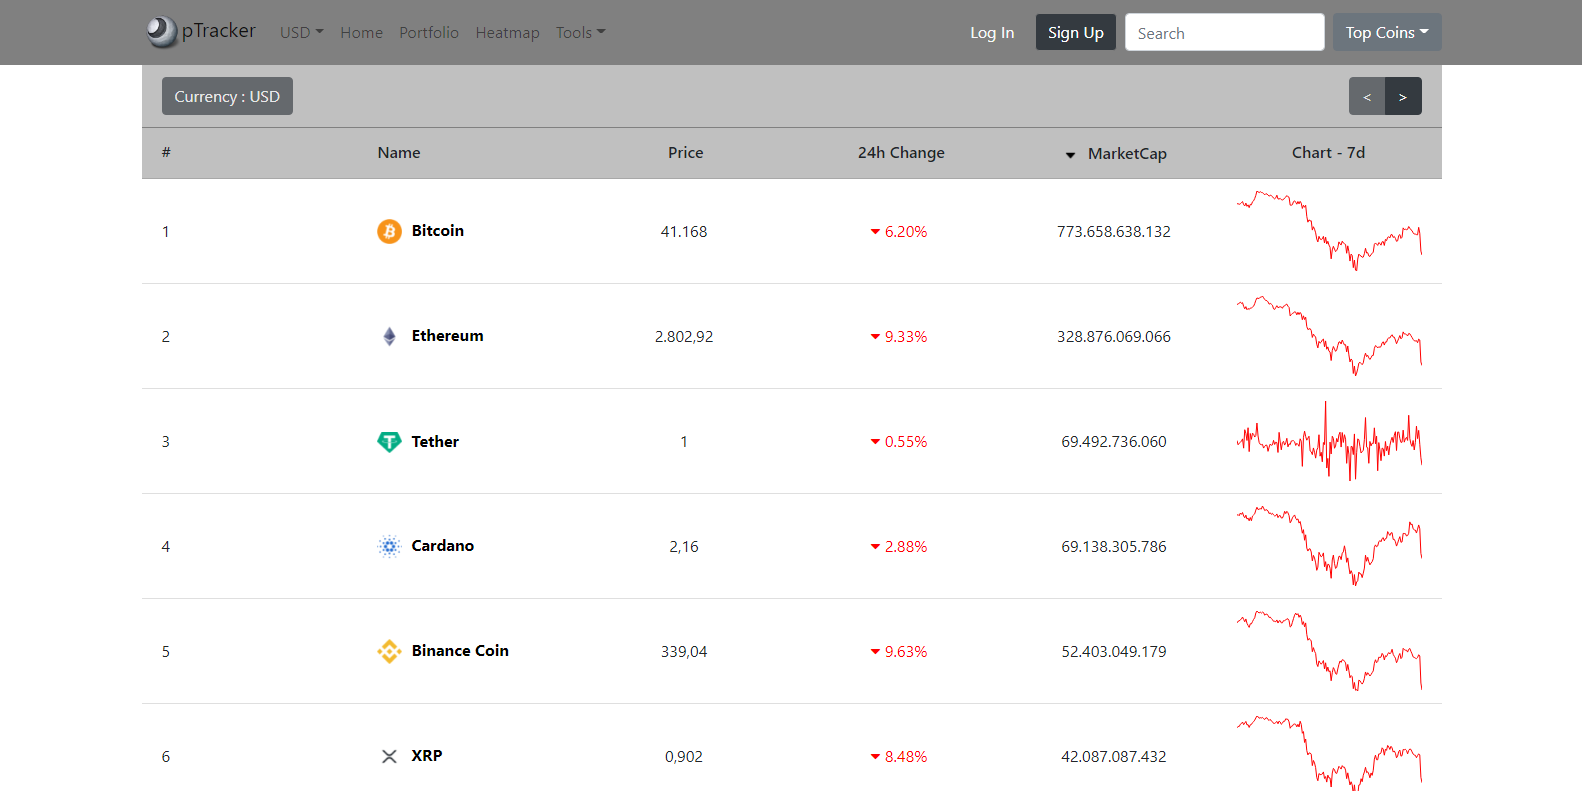 pTracker USD Home Portfolio Heatmap Tools Log In Sign Up Search Top Coins
Currency : USD < >
# Name Price 24h Change MarketCap Chart - 7d
1 Bitcoin 41.168 6.20% 773.658.638.132
2 Ethereum 2.802,92 9.33% 328.876.069.066
3 Tether 1 0.55% 69.492.736.060
4 Cardano 2,16 2.88% 69.138.305.786
5 Binance Coin 339,04 9.63% 52.403.049.179
6 XRP 0,902 8.48% 42.087.087.432